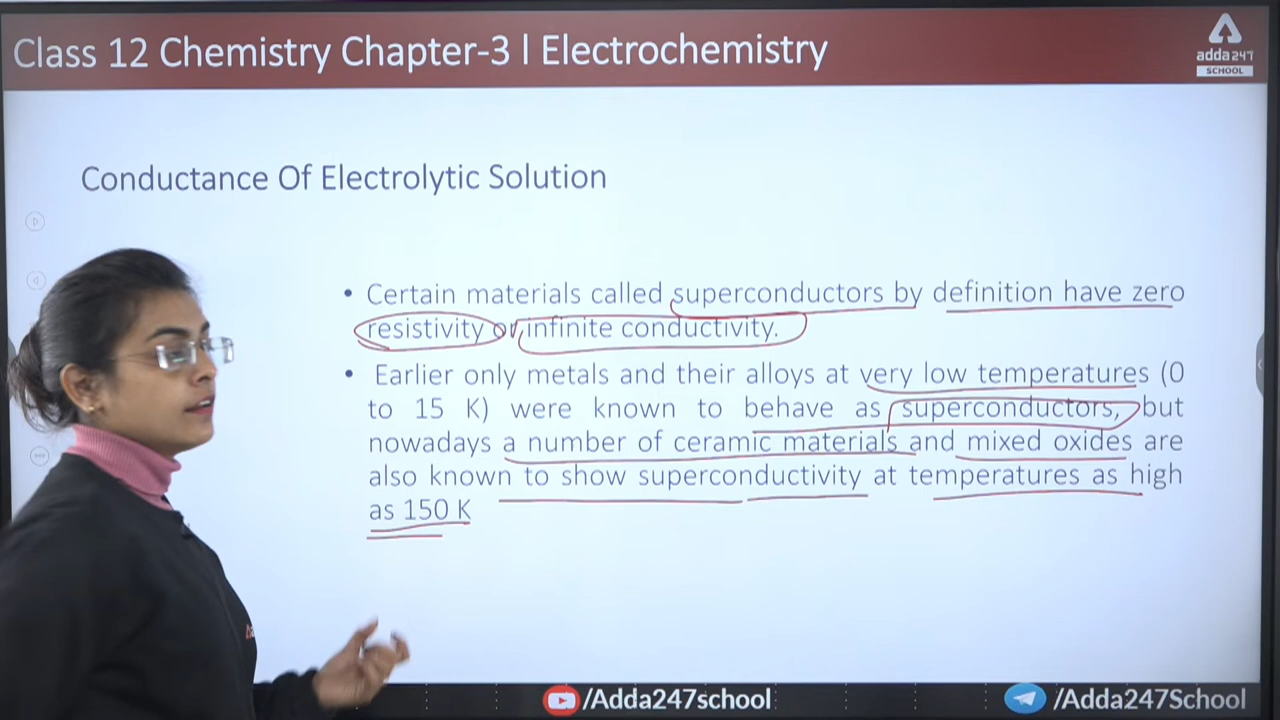 Class 12 Chemistry Chapter-3 l Electrochemistry
adda247
SCHOOL
Conductance Of Electrolytic Solution
• Certain materials called superconductors by definition have zero
resistivity or infinite conductivity.
• Earlier only metals and their alloys at very low temperatures (0
to 15 K) were known to behave as superconductors, but
nowadays a number of ceramic materials and mixed oxides are
also known to show superconductivity at temperatures as high
as 150 K
/Adda247school
/Adda247School